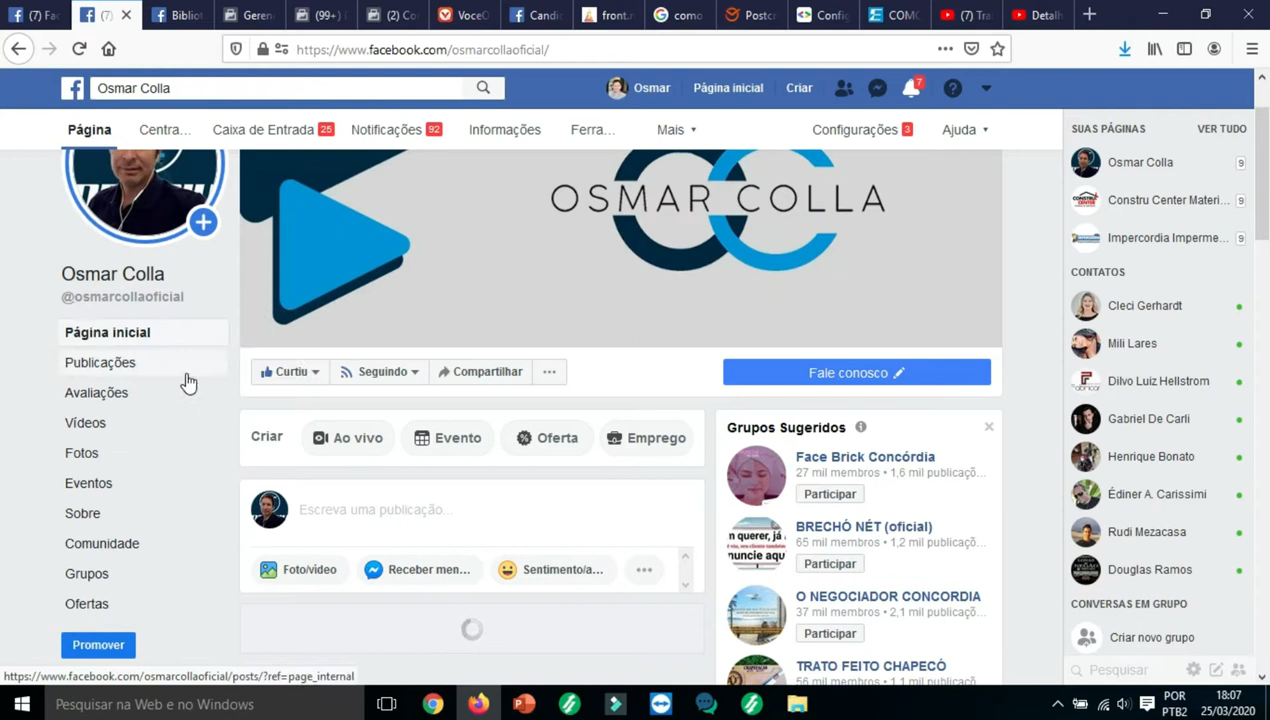 (7) Fa
(7)
Bibliot
Gerer
(99+)
(2) Co
VoceO
Candi
front.n
como
Postcr
Config
COMC
(7) Tra
Detalh
https://www.facebook.com/osmarcollaoficial/
Osmar Colla
Osmar
Página inicial
Criar
7
Página
Centra...
Caixa de Entrada 25
Notificações 92
Informações
Ferra...
Mais
Configurações 3
Ajuda
OSMAR COLLA
Osmar Colla
@osmarcollaoficial
Página inicial
Publicações
Avaliações
Vídeos
Fotos
Eventos
Sobre
Comunidade
Grupos
Ofertas
Promover
Curtiu
Seguindo
Compartilhar
Fale conosco
Criar
Ao vivo
Evento
Oferta
Emprego
Escreva uma publicação...
Foto/vídeo
Receber men...
Sentimento/a...
Grupos Sugeridos
Face Brick Concórdia
27 mil membros • 1,6 mil publicaçõ...
Participar
BRECHÓ NÉT (oficial)
65 mil membros • 1,2 mil publicaçõ...
Participar
O NEGOCIADOR CONCORDIA
37 mil membros • 2,1 mil publicaçõ...
Participar
TRATO FEITO CHAPECÓ
56 mil membros • 1,1 mil publicaçõ...
SUAS PÁGINAS
VER TUDO
Osmar Colla 9
Constru Center Materi... 9
Impercordia Imperme... 9
CONTATOS
Cleci Gerhardt
Mili Lares
Dilvo Luiz Hellstrom
Gabriel De Carli
Henrique Bonato
Édiner A. Carissimi
Rudi Mezacasa
Douglas Ramos
CONVERSAS EM GRUPO
Criar novo grupo
Pesquisar
https://www.facebook.com/osmarcollaoficial/posts/?ref=page_internal
Pesquisar na Web e no Windows
POR
PTB2
18:07
25/03/2020